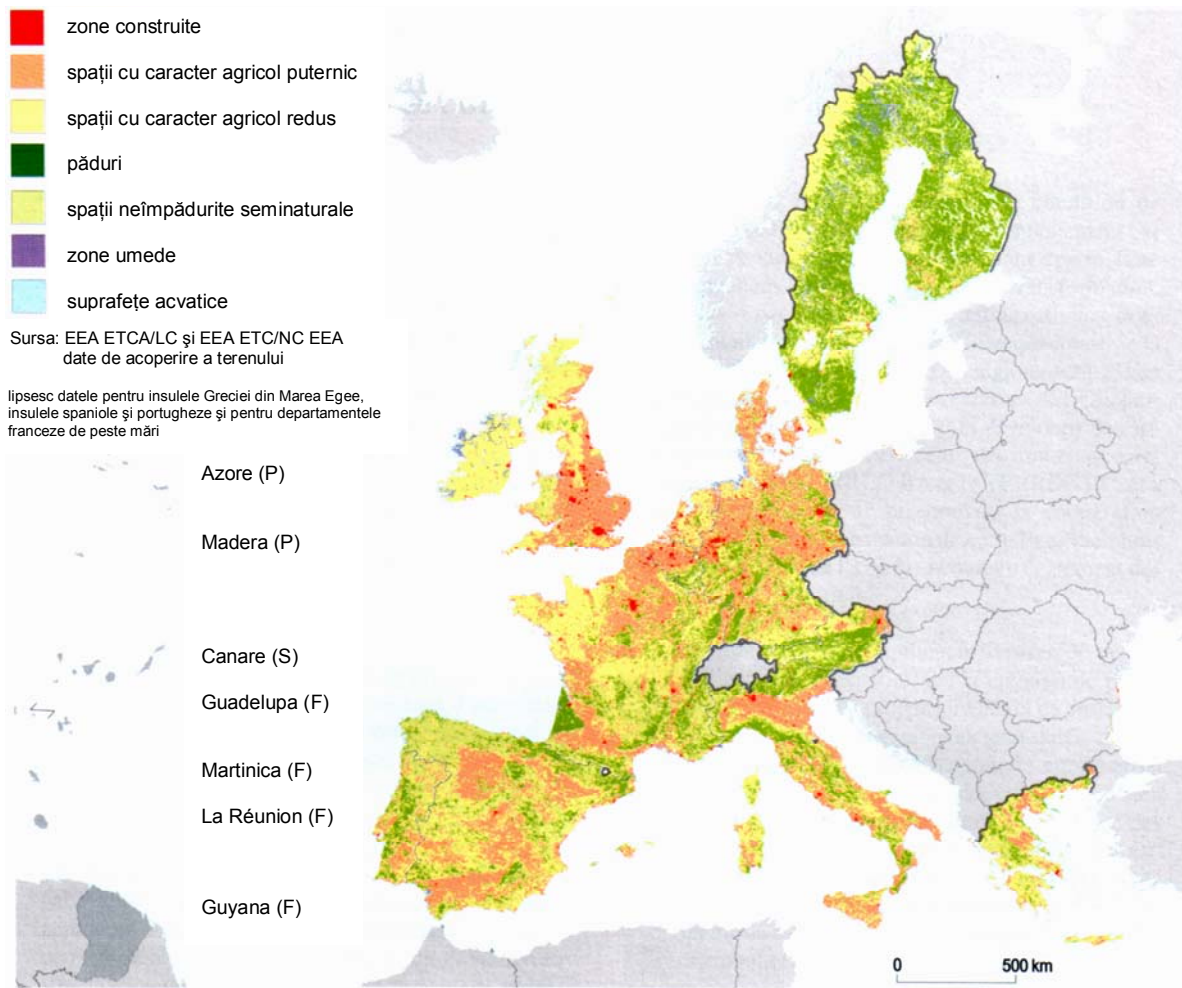 zone construite
spații cu caracter agricol puternic
spații cu caracter agricol redus
păduri
spații neîmpădurite seminaturale
zone umede
suprafețe acvatice
Sursa: EEA ETCA/LC şi EEA ETC/NC EEA
date de acoperire a terenului
lipsesc datele pentru insulele Greciei din Marea Egee,
insulele spaniole şi portugheze şi pentru departamentele
franceze de peste mări
Azore (P)
Madera (P)
Canare (S)
Guadelupa (F)
Martinica (F)
La Réunion (F)
Guyana (F)
0 500 km